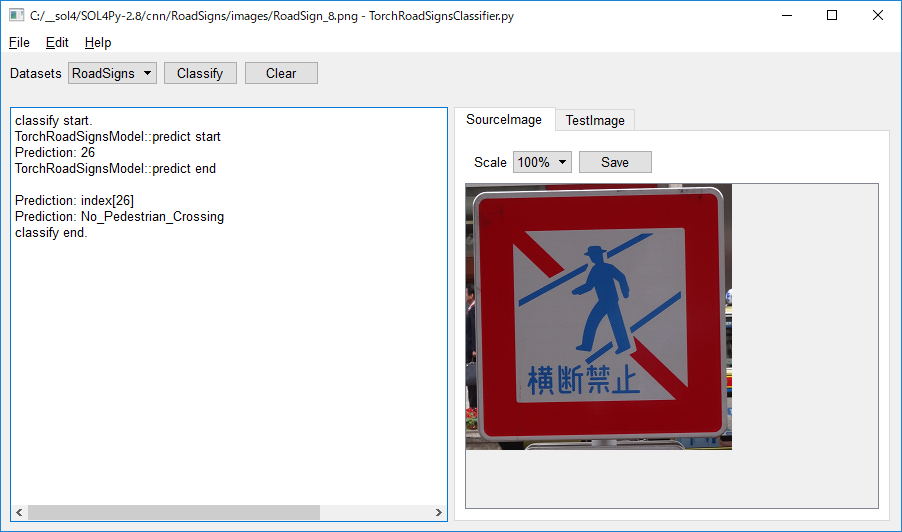 C:/__sol4/SOL4Py-2.8/cnn/RoadSigns/images/RoadSign_8.png - TorchRoadSignsClassifier.py
File Edit Help
Datasets RoadSigns Classify Clear
classify start.
TorchRoadSignsModel::predict start
Prediction: 26
TorchRoadSignsModel::predict end
Prediction: index[26]
Prediction: No_Pedestrian_Crossing
classify end.
SourceImage TestImage
Scale 100% Save
横断禁止